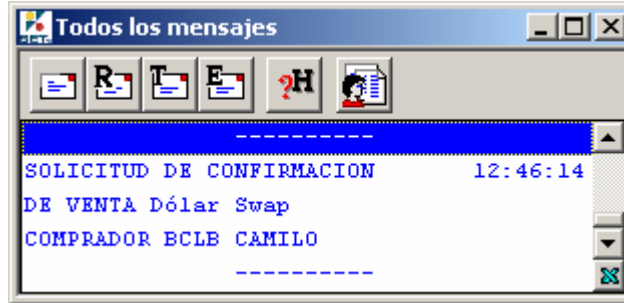 Todos los mensajes
R T E ?H
----------
SOLICITUD DE CONFIRMACION 12:46:14
DE VENTA Dólar Swap
COMPRADOR BCLB CAMILO
----------